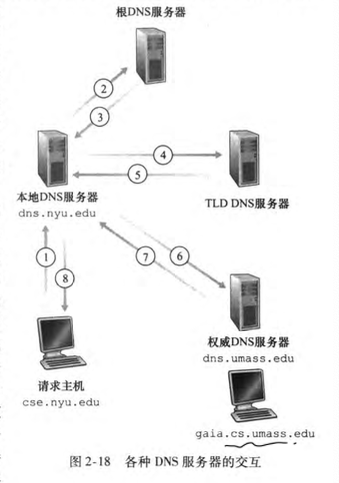 根DNS服务器
2
3
4
5
本地DNS服务器
dns.nyu.edu
TLD DNS服务器
1
8
7
6
权威DNS服务器
dns.umass.edu
请求主机
cse.nyu.edu
gaia.cs.umass.edu
图 2-18 各种 DNS 服务器的交互